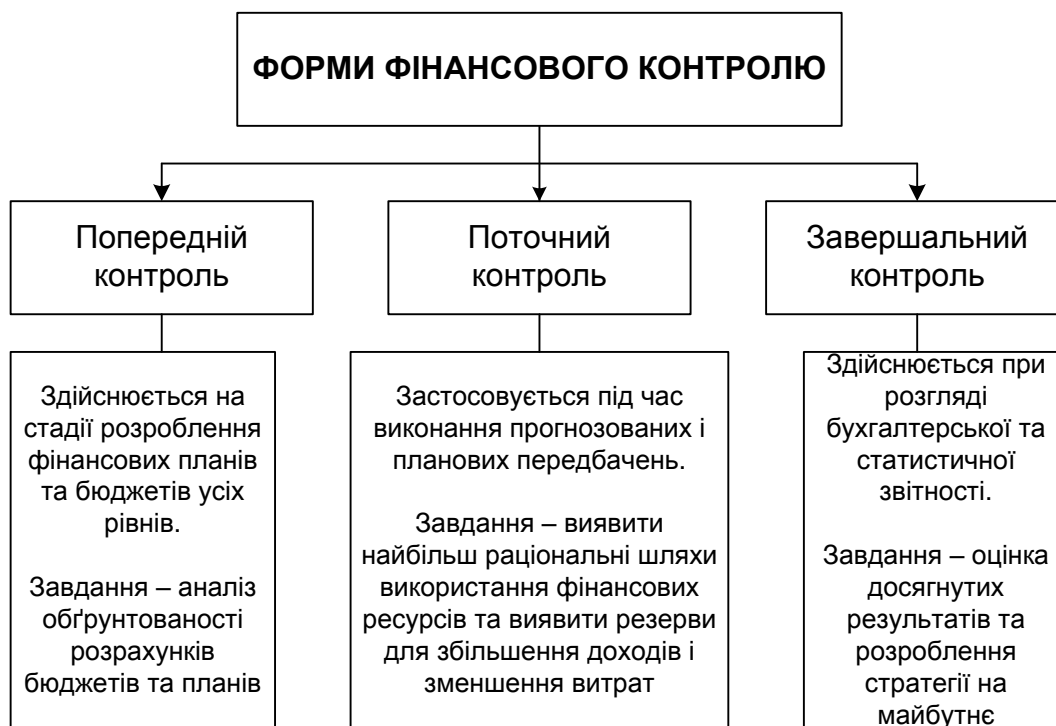 ФОРМИ ФІНАНСОВОГО КОНТРОЛЮ
Попередній
контроль
Поточний
контроль
Завершальний
контроль
Здійснюється на
стадії розроблення
фінансових планів
та бюджетів усіх
рівнів.
Завдання – аналіз
обґрунтованості
розрахунків
бюджетів та планів
Застосовується під час
виконання прогнозованих і
планових передбачень.
Завдання – виявити
найбільш раціональні шляхи
використання фінансових
ресурсів та виявити резерви
для збільшення доходів і
зменшення витрат
Здійснюється при
розгляді
бухгалтерської та
статистичної
звітності.
Завдання – оцінка
досягнутих
результатів та
розроблення
стратегії на
майбутнє